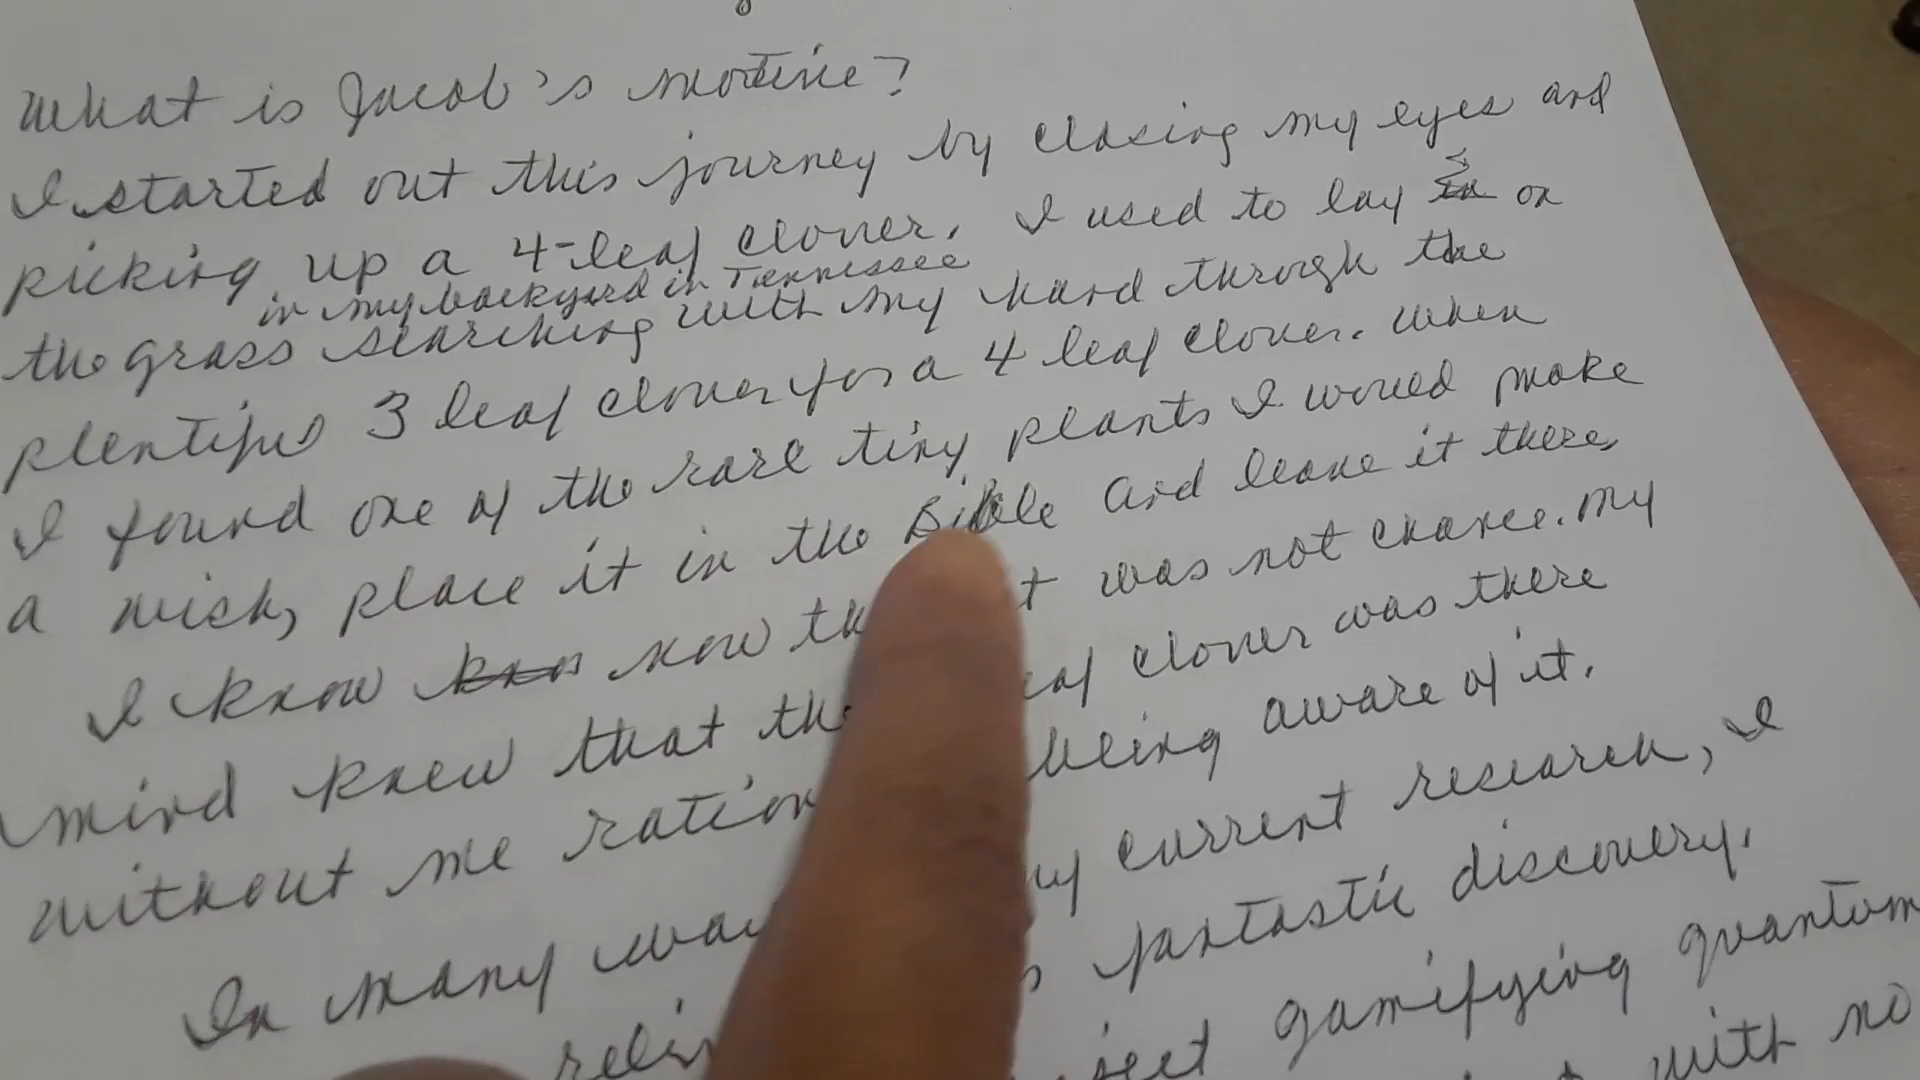 What is Jacob's motive?
I started out this journey by closing my eyes and
picking up a 4-leaf clover. I used to lay on
in my backyard in Tennessee
the grass searching with my hand through the
plentiful 3 leaf clover for a 4 leaf clover. When
I found one of the rare tiny plants I would make
a wish, place it in the Bible and leave it there.
I know now was not chance. My
mind knew that clover was there
without me being aware of it.
In many current research, I
fantastic discovery.
gamifying quantum
with no